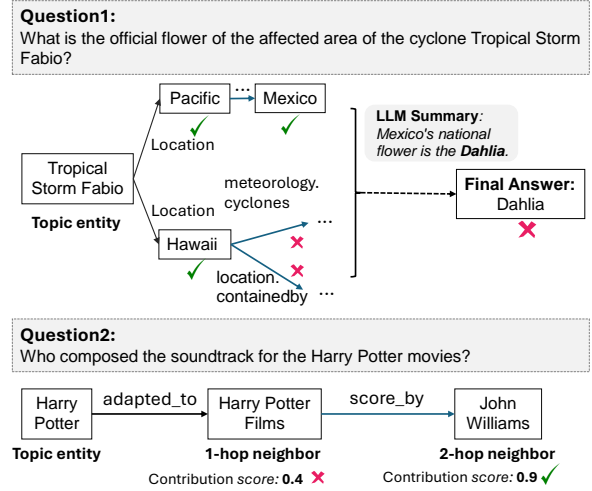 Question1:
What is the official flower of the affected area of the cyclone Tropical Storm
Fabio?
Pacific
...
Mexico
Location
LLM Summary:
Mexico's national
flower is the Dahlia.
Tropical
Storm Fabio
Topic entity
Location
meteorology.
cyclones
...
Hawaii
location.
containedby
...
Final Answer:
Dahlia
Question2:
Who composed the soundtrack for the Harry Potter movies?
Harry
Potter
adapted_to
Harry Potter
Films
score_by
John
Williams
Topic entity
1-hop neighbor
2-hop neighbor
Contribution score: 0.4
Contribution score: 0.9